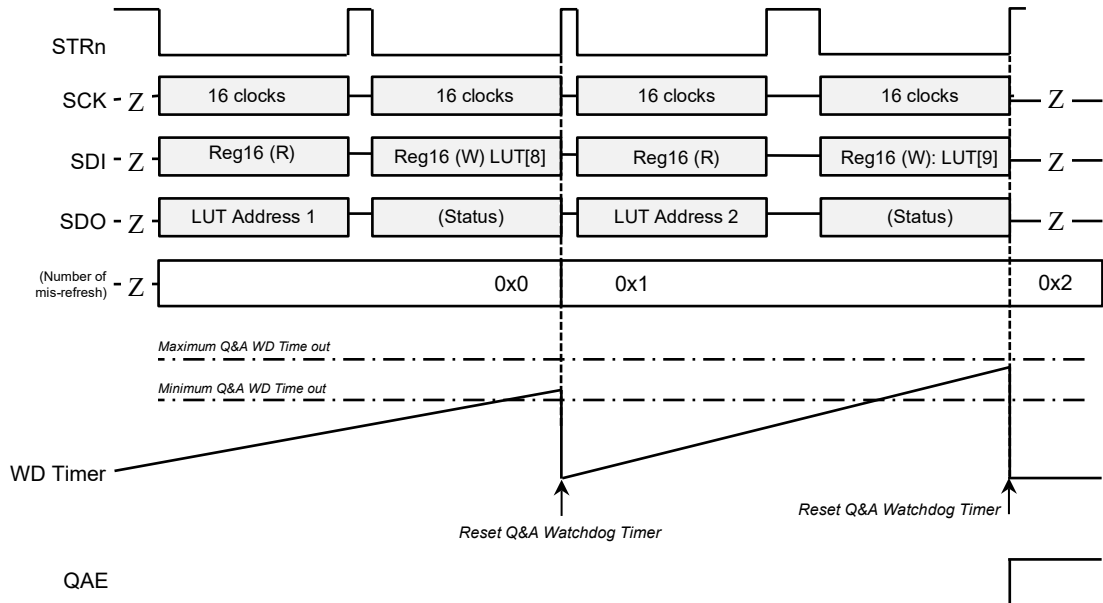 STRn
SCK - Z 16 clocks 16 clocks 16 clocks 16 clocks Z
SDI - Z Reg16 (R) Reg16 (W) LUT[8] Reg16 (R) Reg16 (W): LUT[9] Z
SDO - Z LUT Address 1 (Status) LUT Address 2 (Status) Z
(Number of
mis-refresh) - Z 0x0 0x1 0x2
Maximum Q&A WD Time out
Minimum Q&A WD Time out
WD Timer
Reset Q&A Watchdog Timer
Reset Q&A Watchdog Timer
QAE